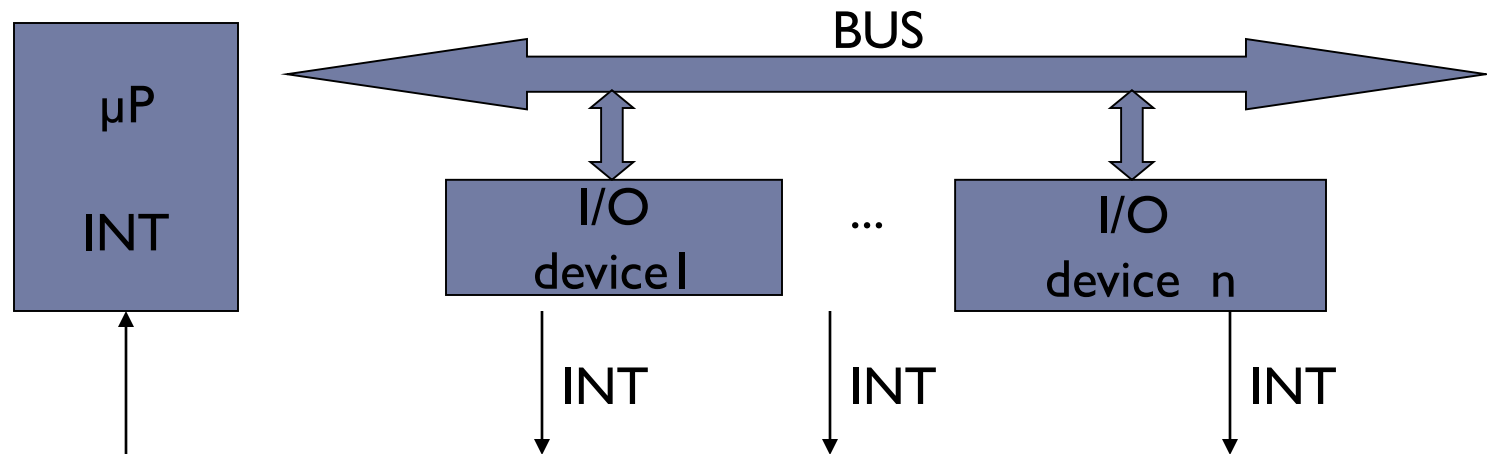 BUS
µP
INT
I/O
device1
...
I/O
device n
INT
INT
INT